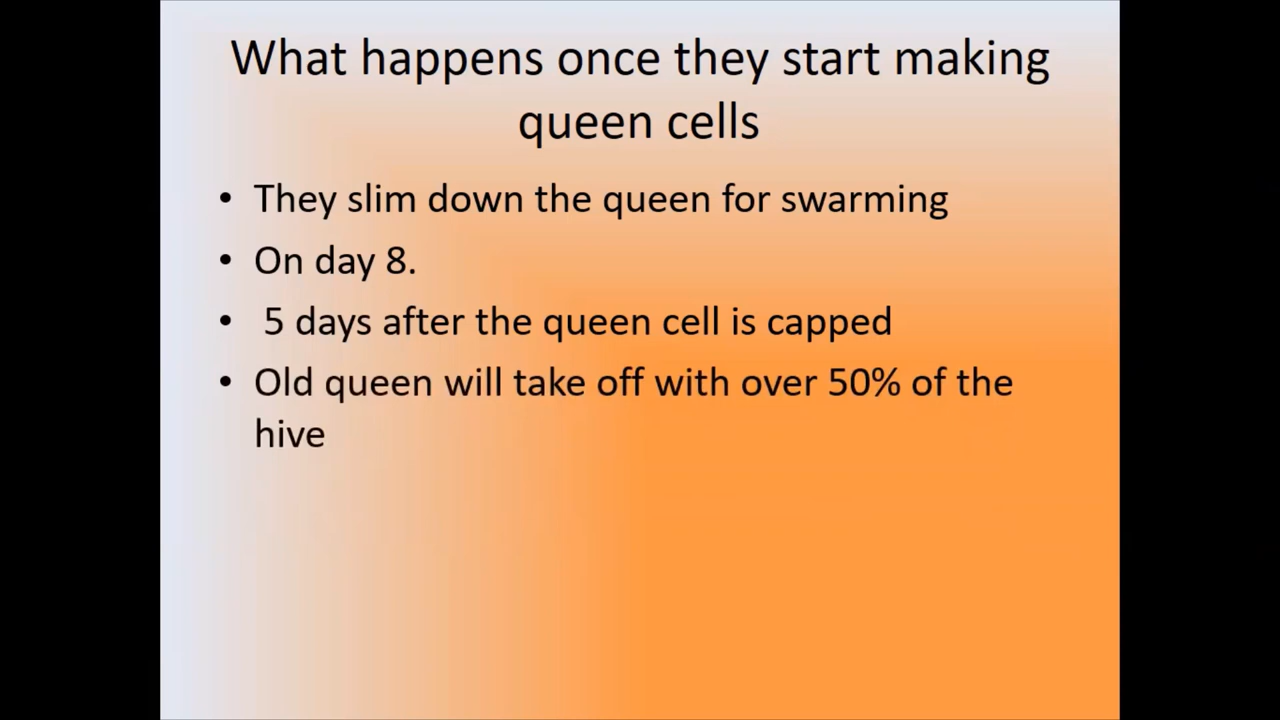 What happens once they start making
queen cells
• They slim down the queen for swarming
• On day 8.
• 5 days after the queen cell is capped
• Old queen will take off with over 50% of the
hive